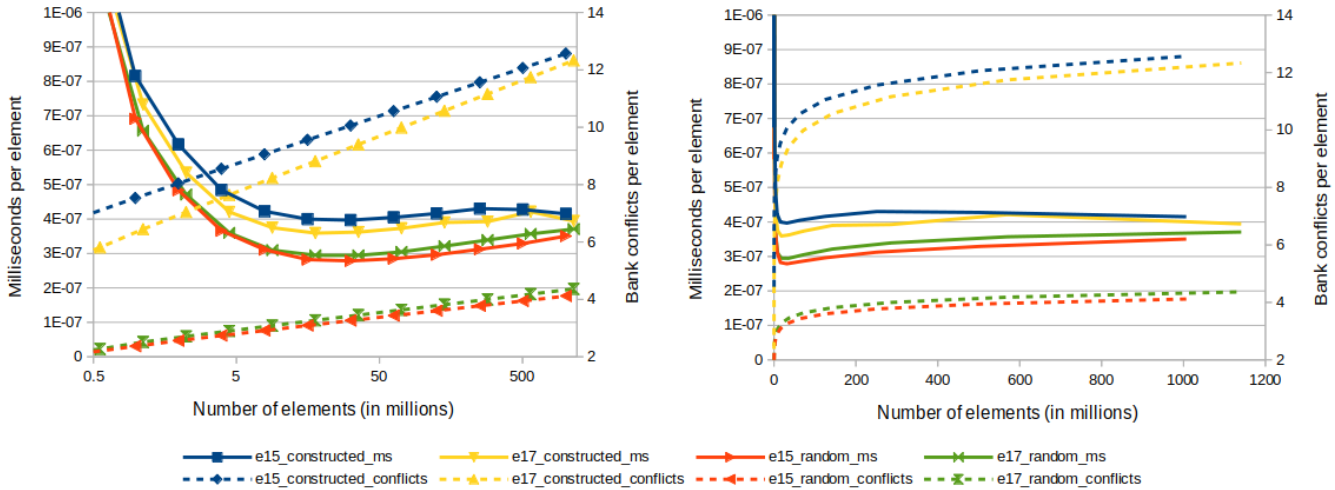 1E-06
9E-07
8E-07
7E-07
6E-07
5E-07
4E-07
3E-07
2E-07
1E-07
0
Milliseconds per element
14
12
10
8
6
4
2
Bank conflicts per element
0.5 5 50 500
Number of elements (in millions)
1E-06
9E-07
8E-07
7E-07
6E-07
5E-07
4E-07
3E-07
2E-07
1E-07
0
Milliseconds per element
14
12
10
8
6
4
2
Bank conflicts per element
0 200 400 600 800 1000 1200
Number of elements (in millions)
e15_constructed_ms e17_constructed_ms e15_random_ms e17_random_ms
e15_constructed_conflicts e17_constructed_conflicts e15_random_conflicts e17_random_conflicts